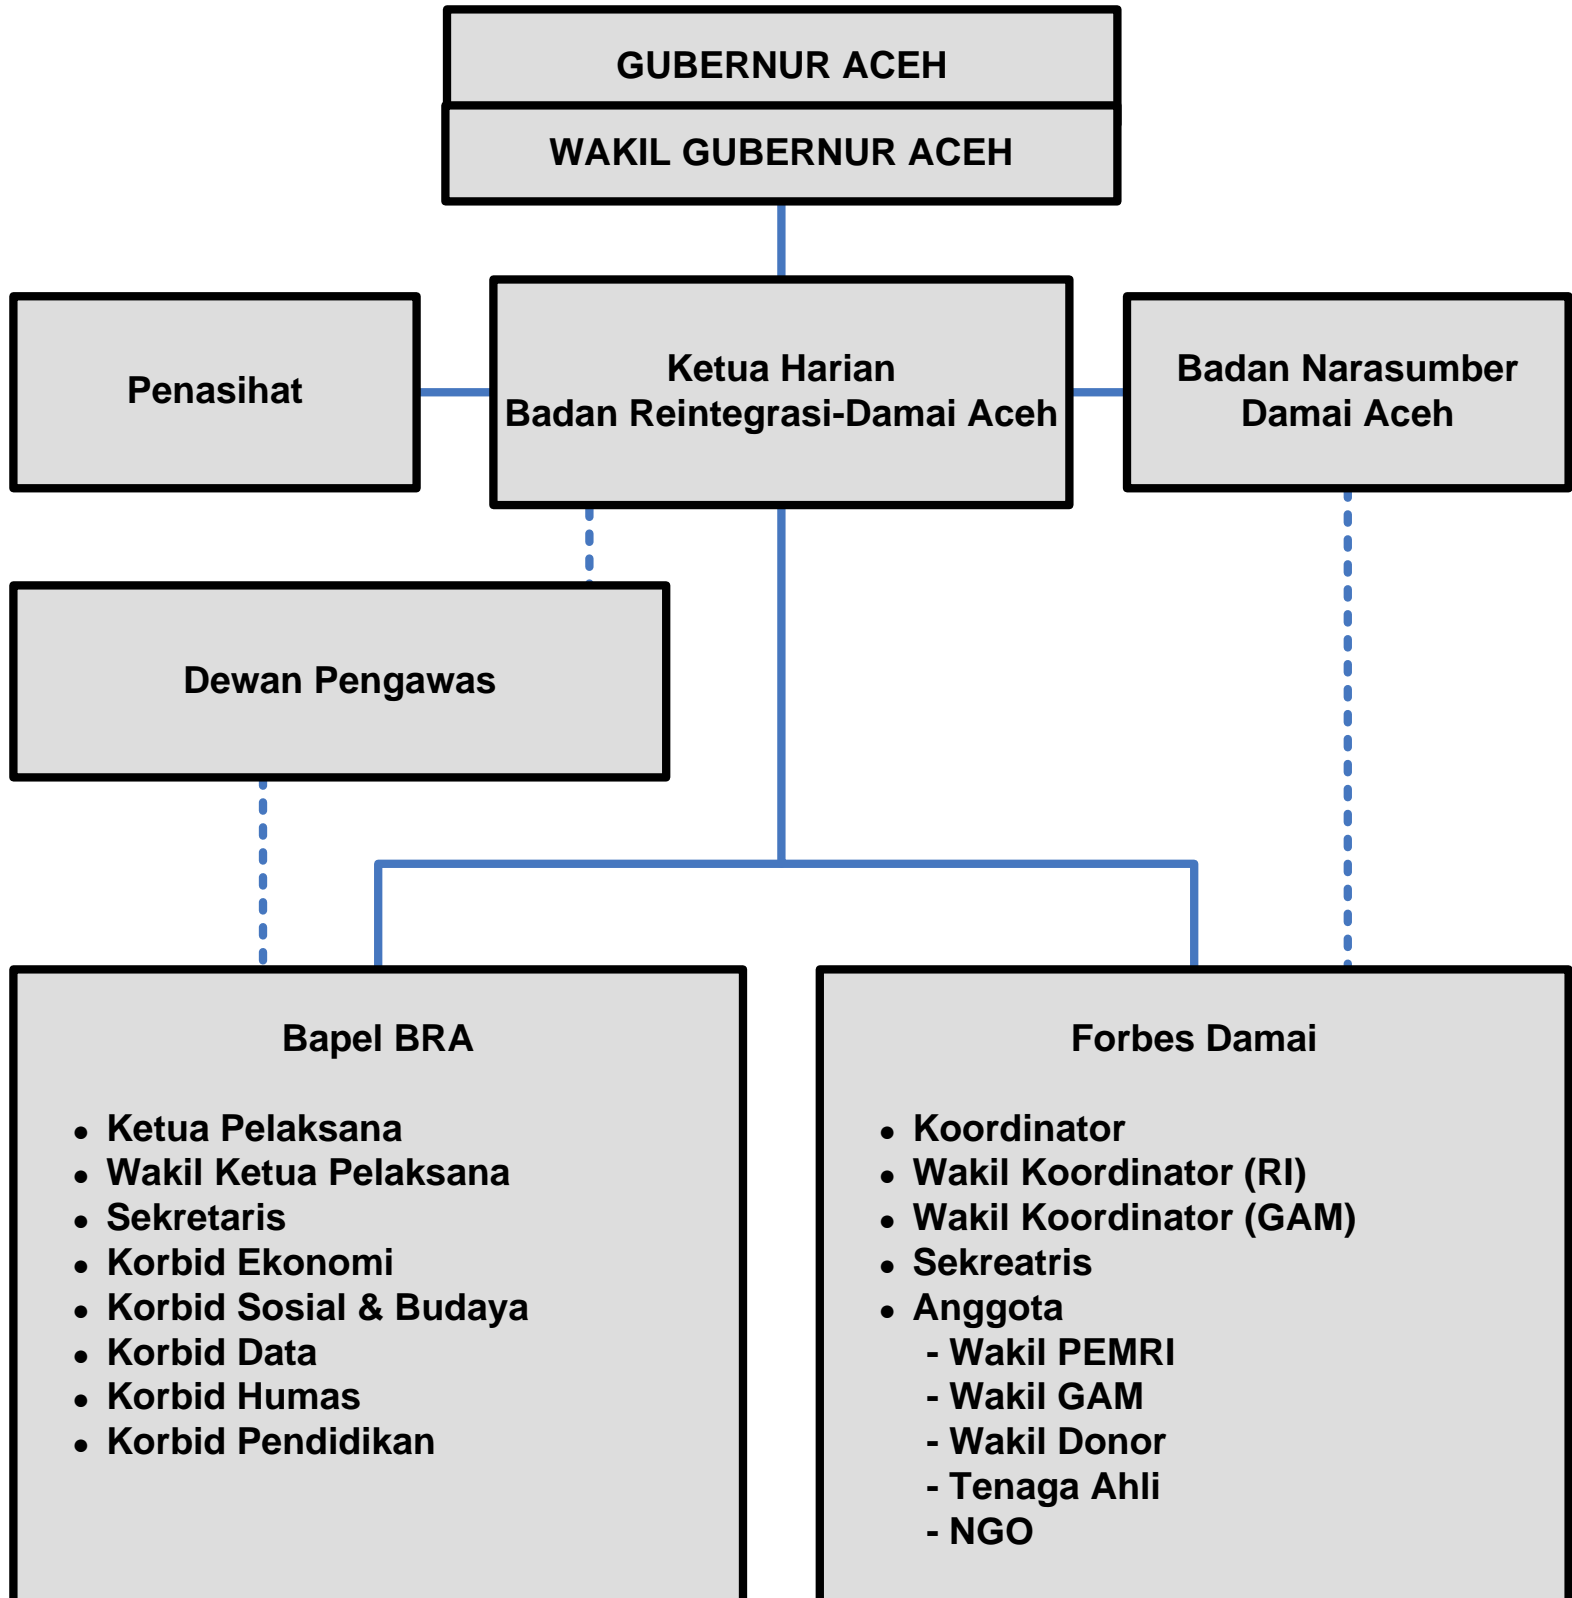 GUBERNUR ACEH
WAKIL GUBERNUR ACEH
Penasihat
Ketua Harian
Badan Reintegrasi-Damai Aceh
Badan Narasumber
Damai Aceh
Dewan Pengawas
Bapel BRA
• Ketua Pelaksana
• Wakil Ketua Pelaksana
• Sekretaris
• Korbid Ekonomi
• Korbid Sosial & Budaya
• Korbid Data
• Korbid Humas
• Korbid Pendidikan
Forbes Damai
• Koordinator
• Wakil Koordinator (RI)
• Wakil Koordinator (GAM)
• Sekreatris
• Anggota
- Wakil PEMRI
- Wakil GAM
- Wakil Donor
- Tenaga Ahli
- NGO